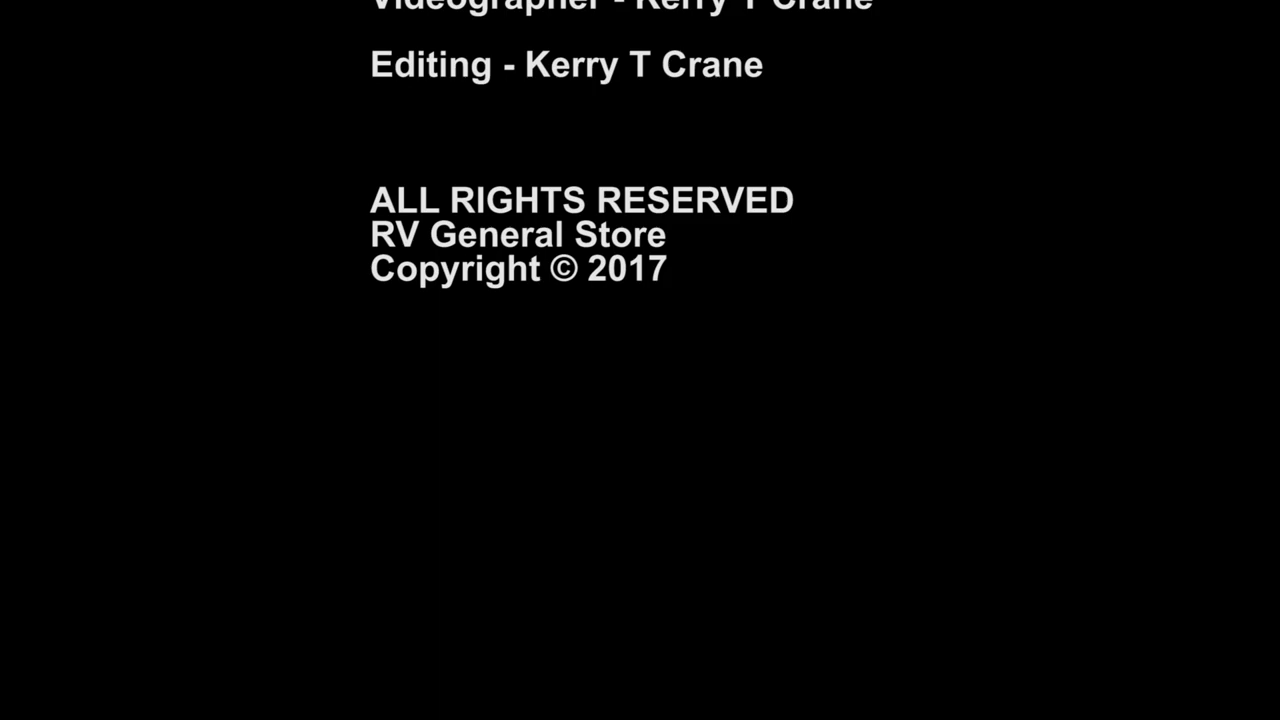 Videographer - Kerry T Crane
Editing - Kerry T Crane
ALL RIGHTS RESERVED
RV General Store
Copyright © 2017